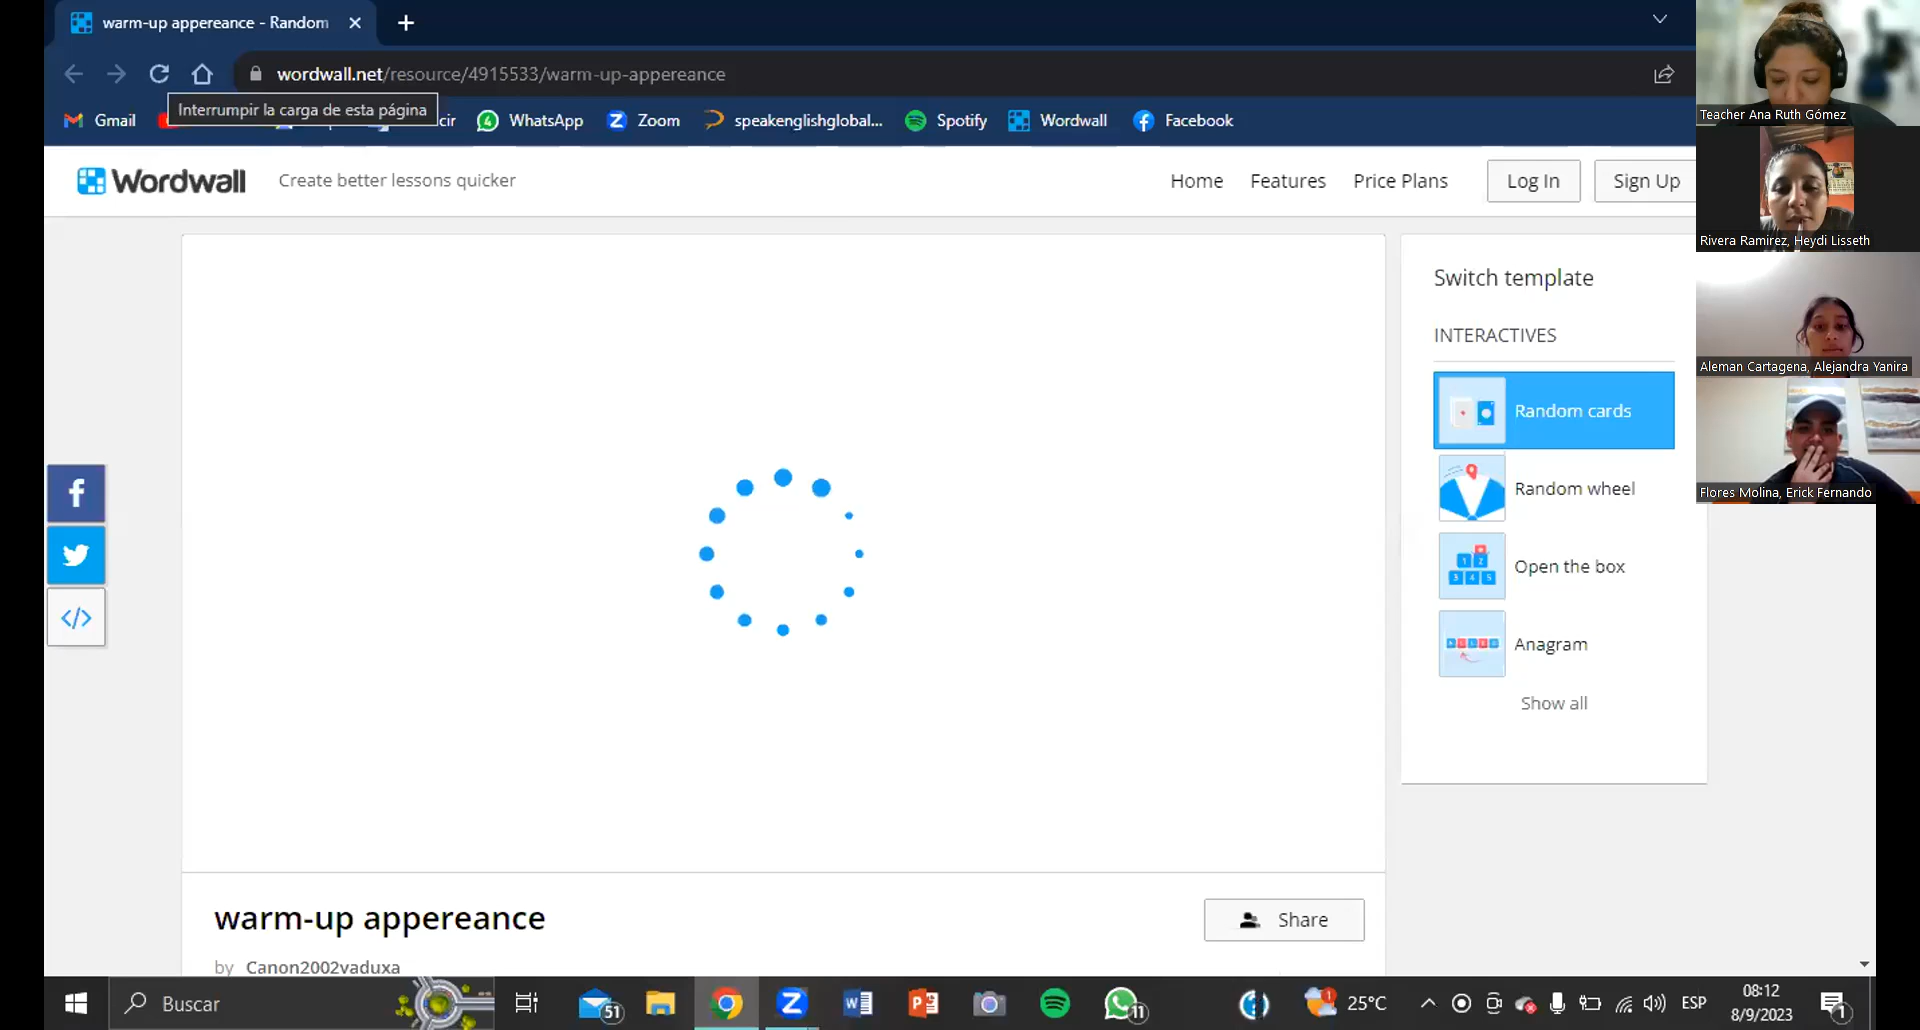 warm-up appereance - Random
wordwall.net/resource/4915533/warm-up-appereance
Interrumpir la carga de esta página
Gmail
cir
WhatsApp
Zoom
speakenglishglobal...
Spotify
Wordwall
Facebook
Wordwall
Create better lessons quicker
Home
Features
Price Plans
Log In
Sign Up
Teacher Ana Ruth Gómez
Rivera Ramirez, Heydi Lisseth
Aleman Cartagena, Alejandra Yanira
Flores Molina, Erick Fernando
Switch template
INTERACTIVES
Random cards
Random wheel
Open the box
Anagram
Show all
warm-up appereance
Share
by Canon2002vaduxa
Buscar
51
11
25°C
ESP
08:12
8/9/2023
1